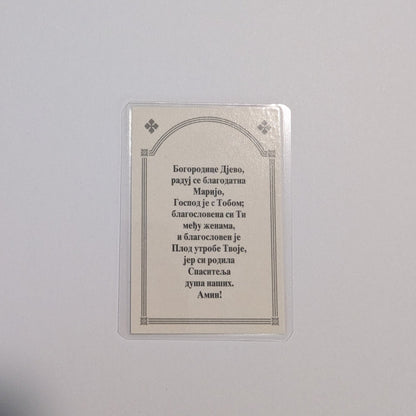 Богородице Дјево,
радуј се благодатна
Маријо,
Господ је с Тобом;
благословена си Ти
међу женама,
и благословен је
Плод утробе Твоје,
јер си родила
Спаситеља
душа наших.
Амин!